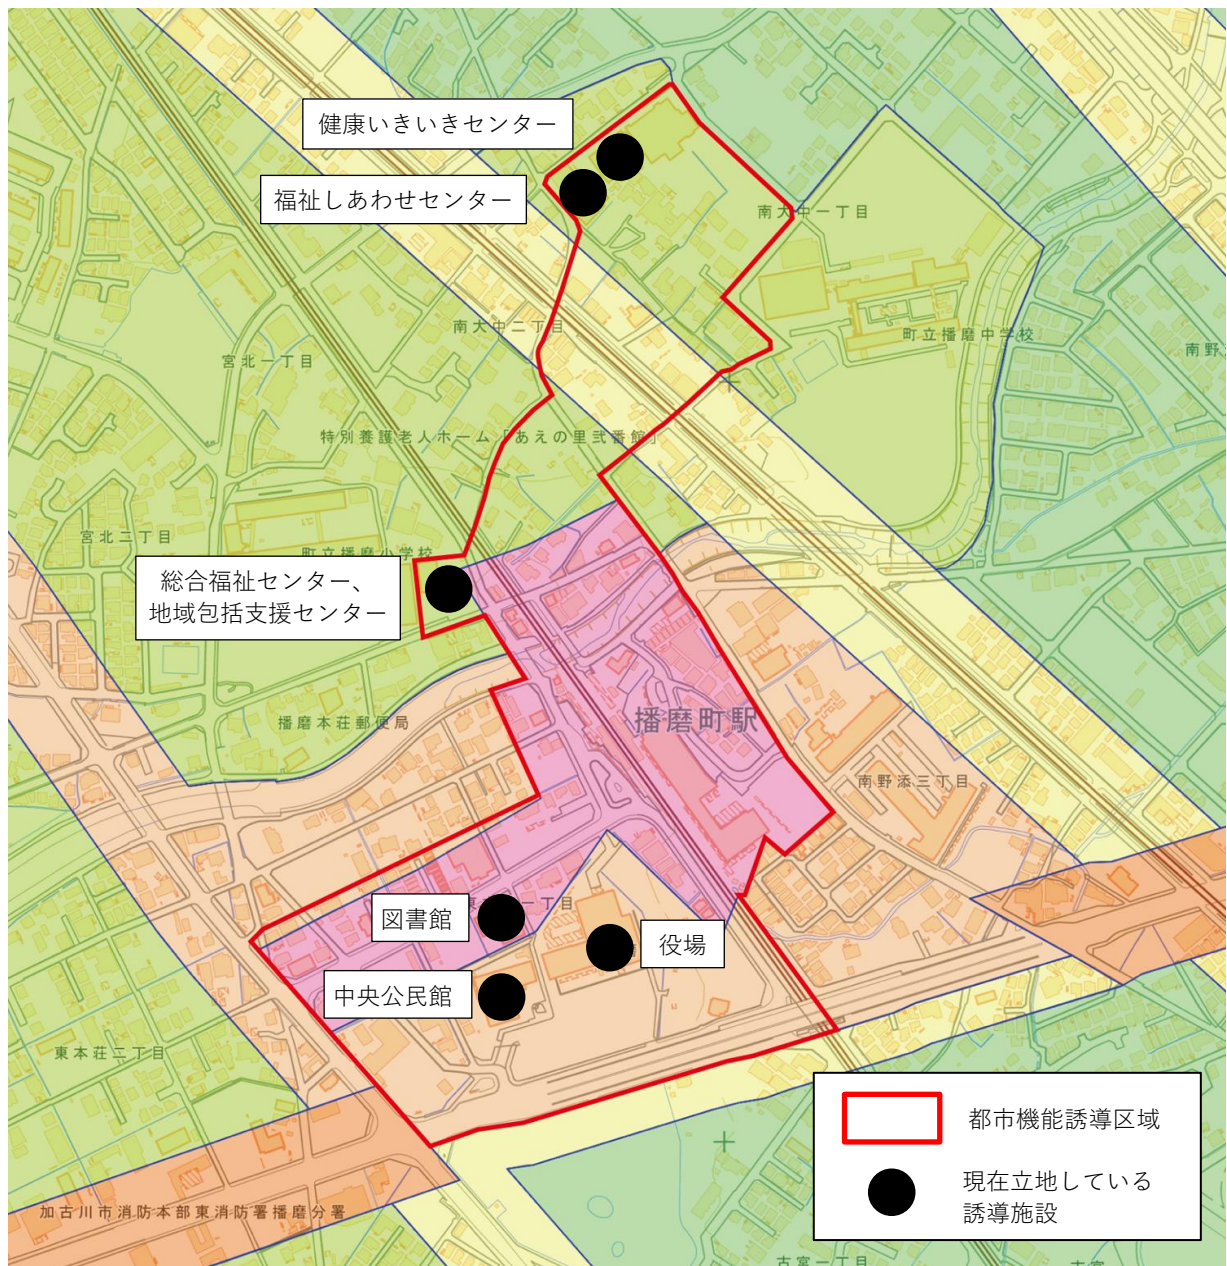 健康いきいきセンター
福祉しあわせセンター
南大中一丁目
南大中二丁目
町立播磨中学校
南野
宮北一丁目
特別養護老人ホーム「あえの里弐番館」
宮北二丁目
町立播磨小学校
総合福祉センター、
地域包括支援センター
播磨本荘郵便局
播磨町駅
南野添三丁目
図書館
一丁目
役場
中央公民館
東本荘二丁目
都市機能誘導区域
現在立地している
誘導施設
加古川市消防本部東消防署播磨分署
古宮一丁目